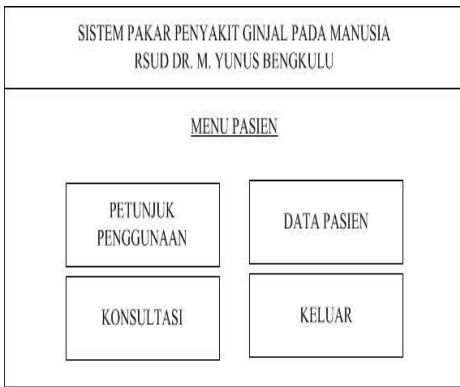 SISTEM PAKAR PENYAKIT GINJAL PADA MANUSIA
RSUD DR. M. YUNUS BENGKULU
MENU PASIEN
PETUNJUK
PENGGUNAAN
DATA PASIEN
KONSULTASI
KELUAR